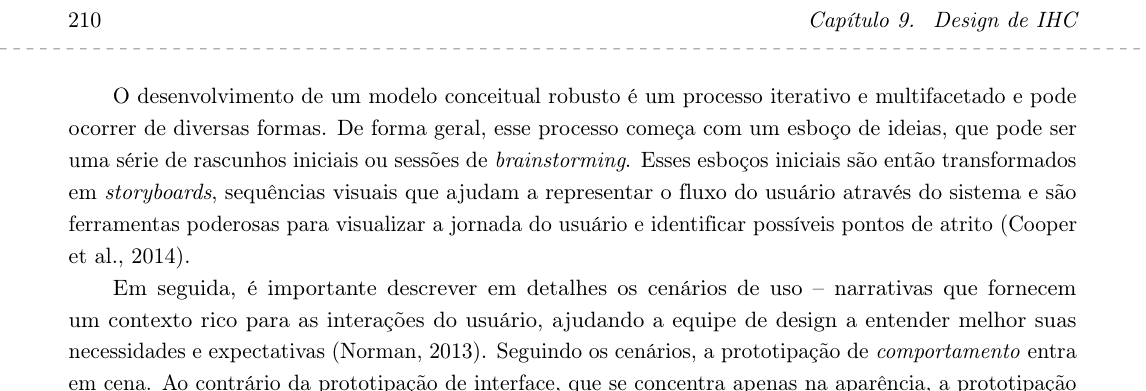 210
Capítulo 9. Design de IHC
O desenvolvimento de um modelo conceitual robusto é um processo iterativo e multifacetado e pode
ocorrer de diversas formas. De forma geral, esse processo começa com um esboço de ideias, que pode ser
uma série de rascunhos iniciais ou sessões de brainstorming. Esses esboços iniciais são então transformados
em storyboards, sequências visuais que ajudam a representar o fluxo do usuário através do sistema e são
ferramentas poderosas para visualizar a jornada do usuário e identificar possíveis pontos de atrito (Cooper
et al., 2014).
Em seguida, é importante descrever em detalhes os cenários de uso – narrativas que fornecem
um contexto rico para as interações do usuário, ajudando a equipe de design a entender melhor suas
necessidades e expectativas (Norman, 2013). Seguindo os cenários, a prototipação de comportamento entra
em cena. Ao contrário da prototipação de interface, que se concentra apenas na aparência, a prototipação